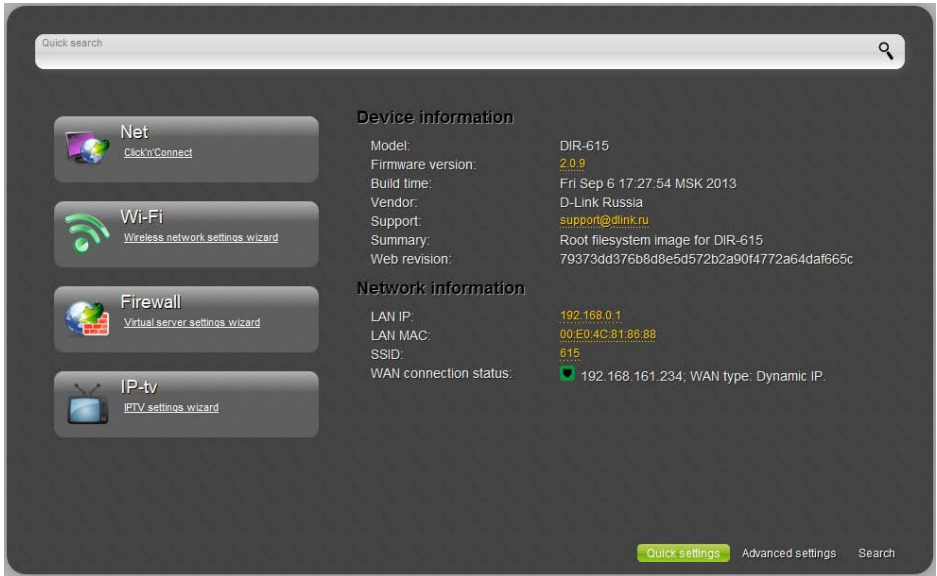 Quick search
Net
Click'n'Connect
Wi-Fi
Wireless network settings wizard
Firewall
Virtual server settings wizard
IP-tv
IPTV settings wizard
Device information
Model: DIR-615
Firmware version: 2.0.9
Build time: Fri Sep 6 17:27:54 MSK 2013
Vendor: D-Link Russia
Support: support@dlink.ru
Summary: Root filesystem image for DIR-615
Web revision: 79373dd376b8d8e5d572b2a90f4772a64daf665c
Network information
LAN IP: 192.168.0.1
LAN MAC: 00:E0:4C:81:86:88
SSID: 615
WAN connection status: 192.168.161.234; WAN type: Dynamic IP.
Quick settings Advanced settings Search